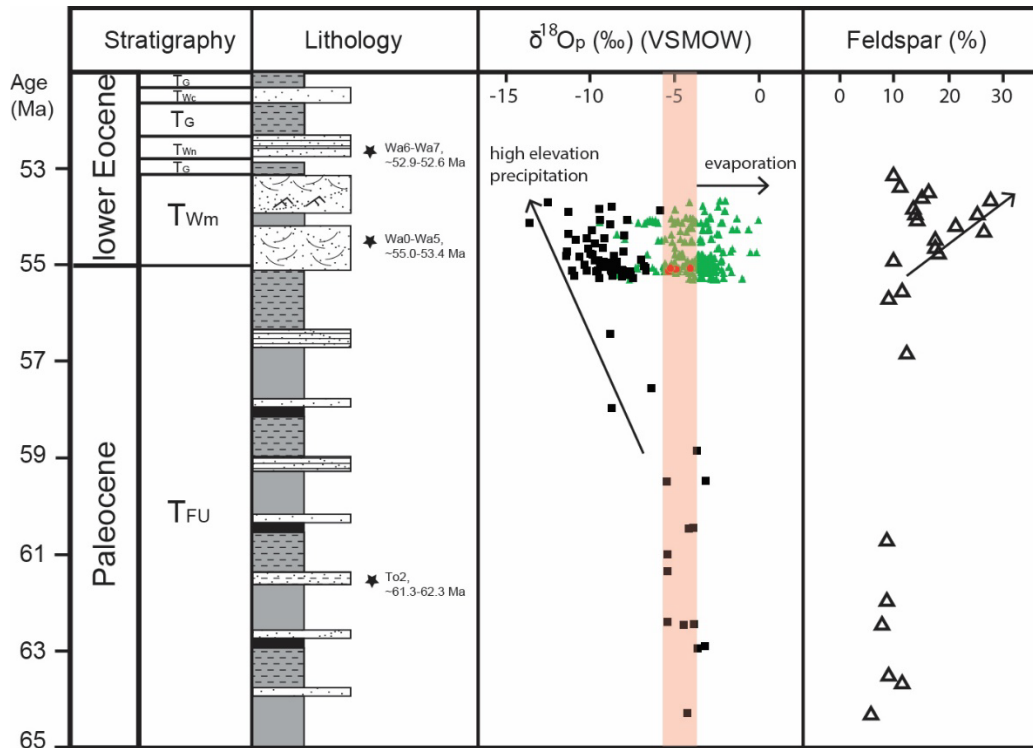 Stratigraphy
Lithology
δ18Op (‰) (VSMOW)
Feldspar (%)
Age
(Ma)
-15
-10
-5
0
0
10
20
30
lower Eocene
Paleocene
TG
TWc
TG
TWn
TG
TWm
TFU
53
55
57
59
61
63
65
Wa6-Wa7,
~52.9-52.6 Ma
Wa0-Wa5,
~55.0-53.4 Ma
To2,
~61.3-62.3 Ma
high elevation
precipitation
evaporation